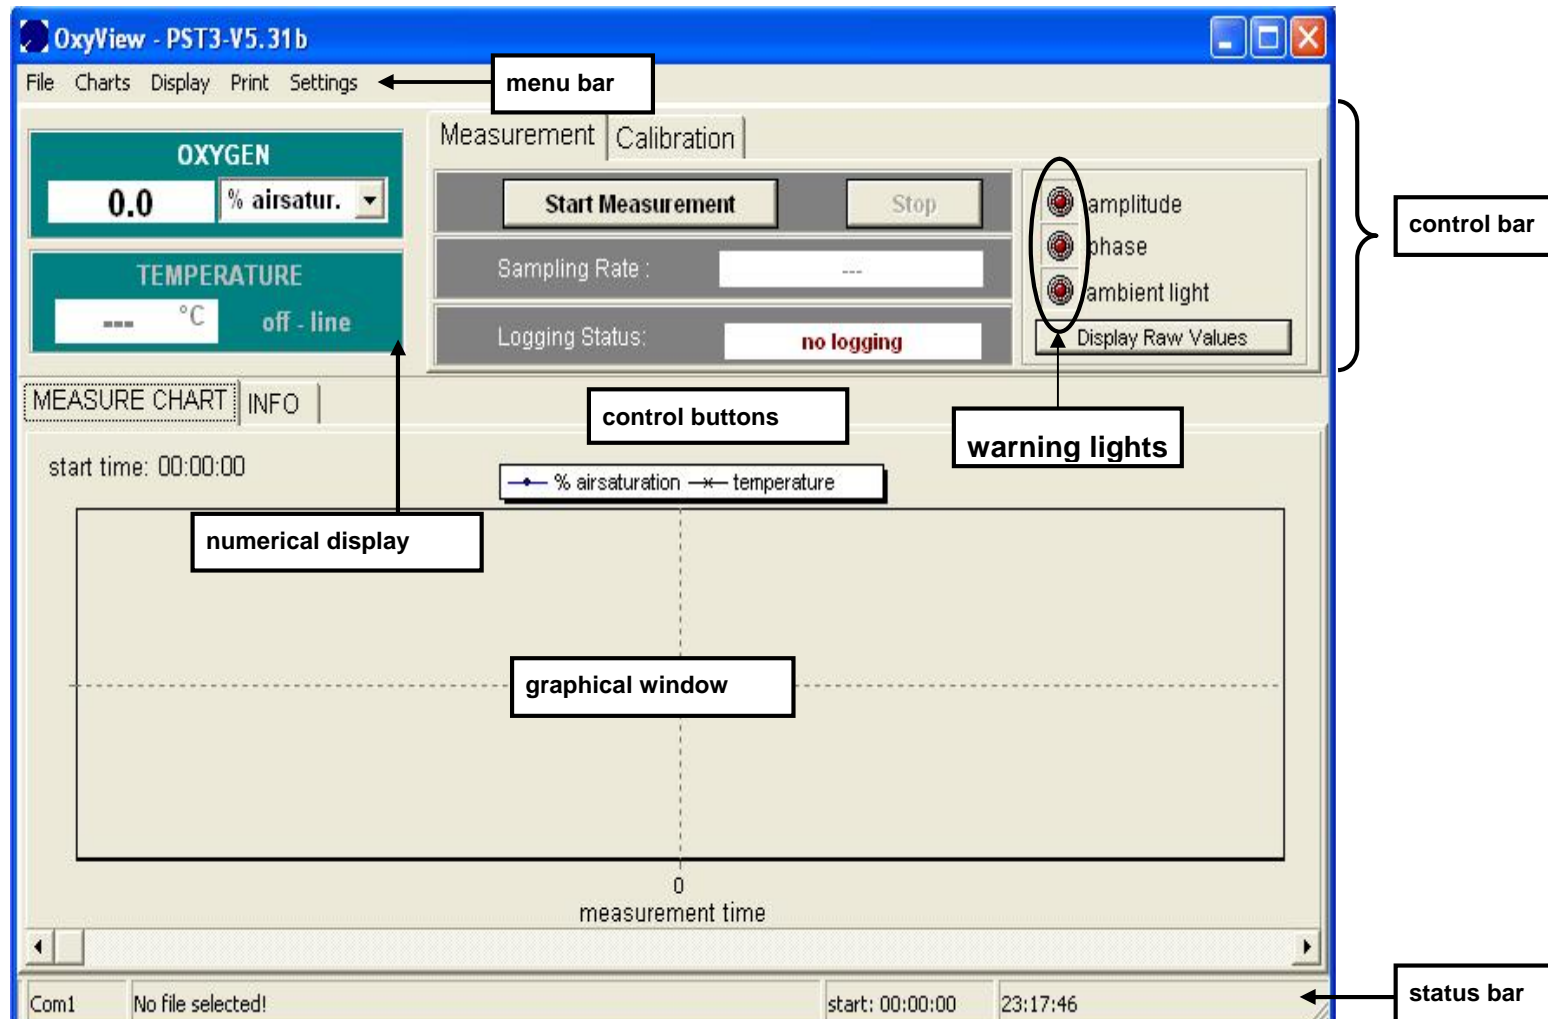 OxyView - PST3-V5.31b
File Charts Display Print Settings
menu bar
OXYGEN
0.0 % airsatur.
TEMPERATURE
--- °C off - line
Measurement Calibration
Start Measurement Stop
Sampling Rate : ---
Logging Status: no logging
amplitude
phase
ambient light
Display Raw Values
control bar
MEASURE CHART INFO
control buttons
warning lights
start time: 00:00:00
% airsaturation temperature
numerical display
graphical window
0
measurement time
Com1 No file selected! start: 00:00:00 23:17:46
status bar